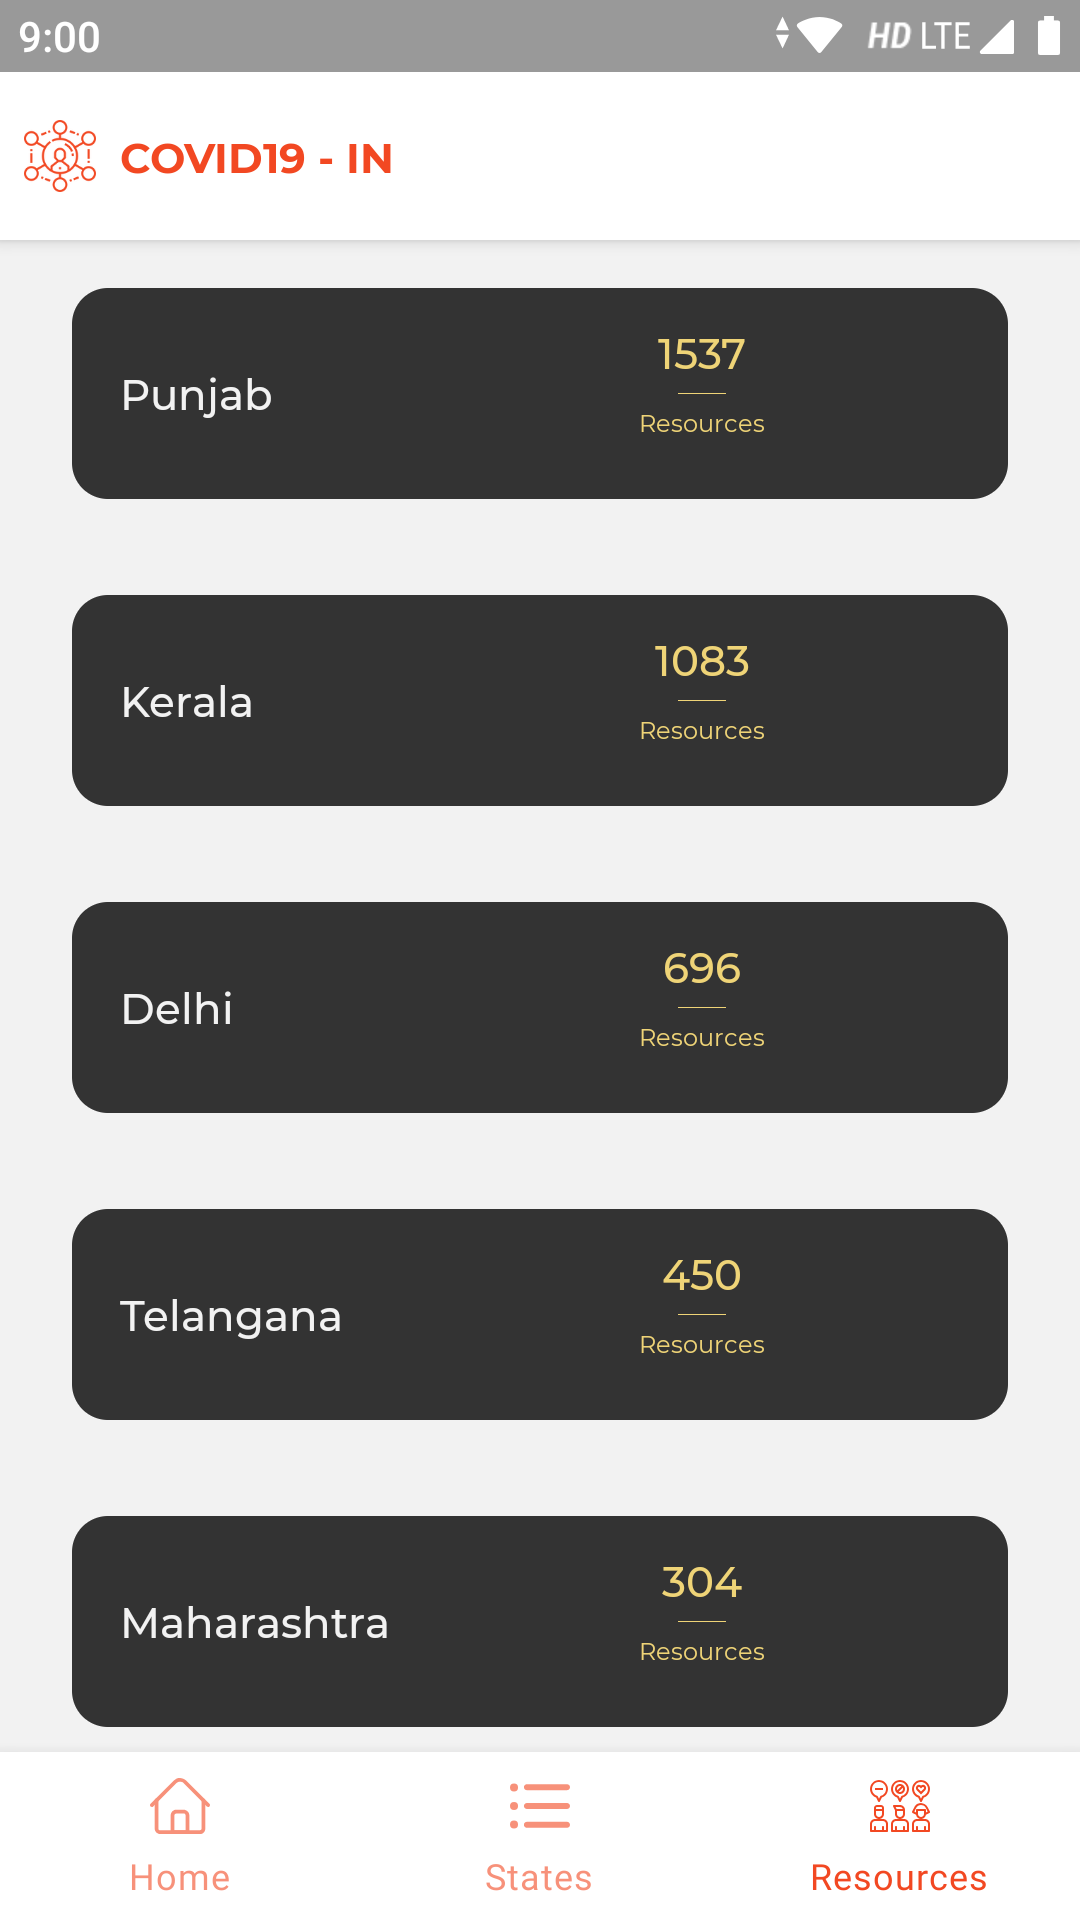 9:00 HD LTE
COVID19 - IN
1537
Punjab
Resources
1083
Kerala
Resources
696
Delhi
Resources
450
Telangana
Resources
304
Maharashtra
Resources
Home States Resources